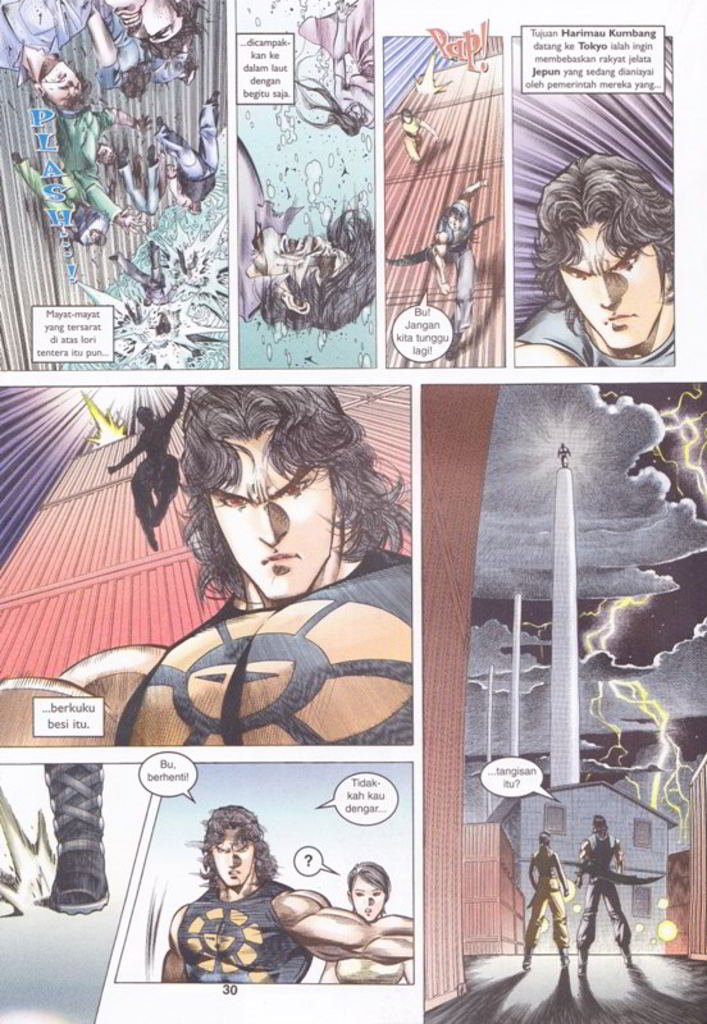 PLASH...!
Mayat-mayat
yang tersarat
di atas lori
tentera itu pun...
...dicampak-
kan ke
dalam laut
dengan
begitu saja.
Pap!
Bu!
Jangan
kita tunggu
lagi!
Tujuan Harimau Kumbang
datang ke Tokyo ialah ingin
membebaskan rakyat jelata
Jepun yang sedang dianiayai
oleh pemerintah mereka yang...
...berkuku
besi itu.
Bu,
berhenti!
Tidak-
kah kau
dengar...
?
...tangisan
itu?
30